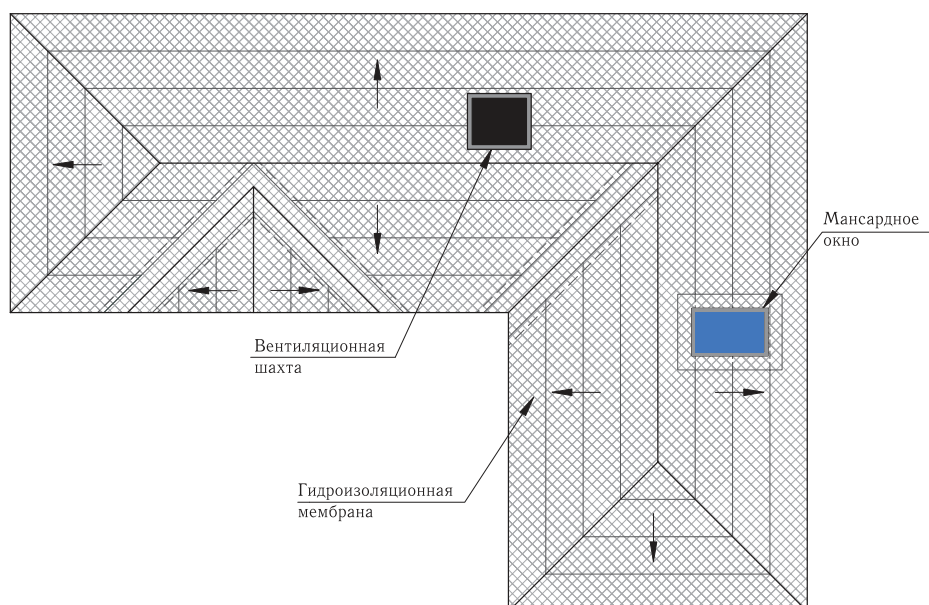 Мансардное
окно
Вентиляционная
шахта
Гидроизоляционная
мембрана